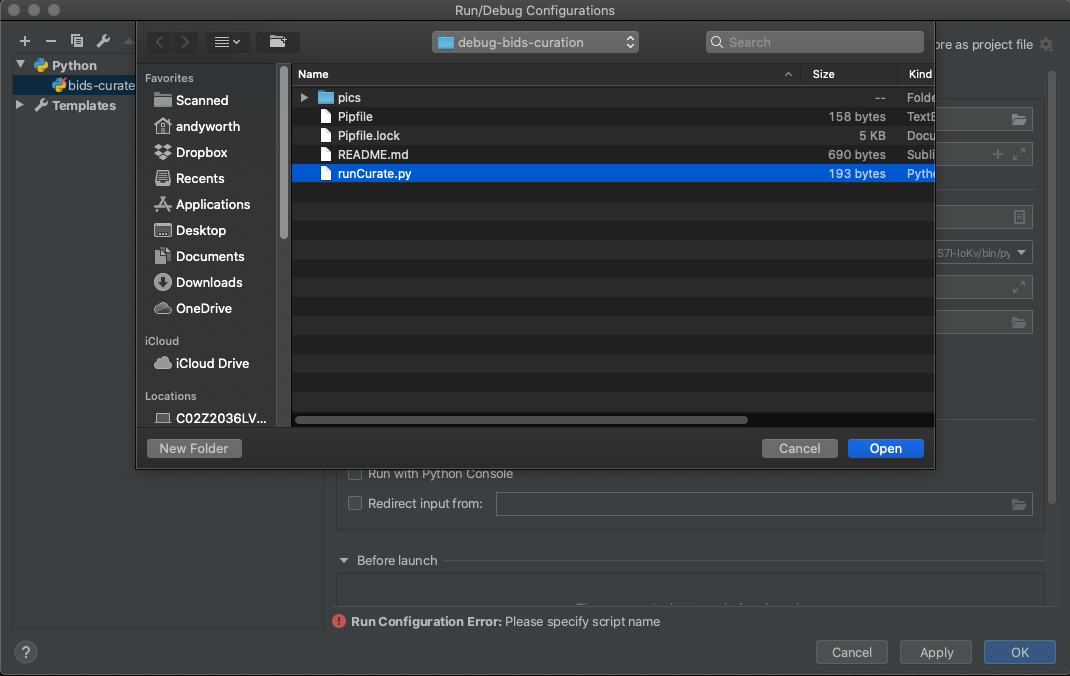 Run/Debug Configurations
debug-bids-curation
Search
ore as project file
Python
bids-curate
Templates
Favorites
Scanned
andyworth
Dropbox
Recents
Applications
Desktop
Documents
Downloads
OneDrive
iCloud
iCloud Drive
Locations
C02Z2036LV...
Name Size Kind
pics -- Folde
Pipfile 158 bytes TextE
Pipfile.lock 5 KB Docu
README.md 690 bytes Subli
runCurate.py 193 bytes Pytho
S7l-IoKv/bin/py
New Folder
Cancel Open
Run with Python Console
Redirect input from:
Before launch
! Run Configuration Error: Please specify script name
? Cancel Apply OK